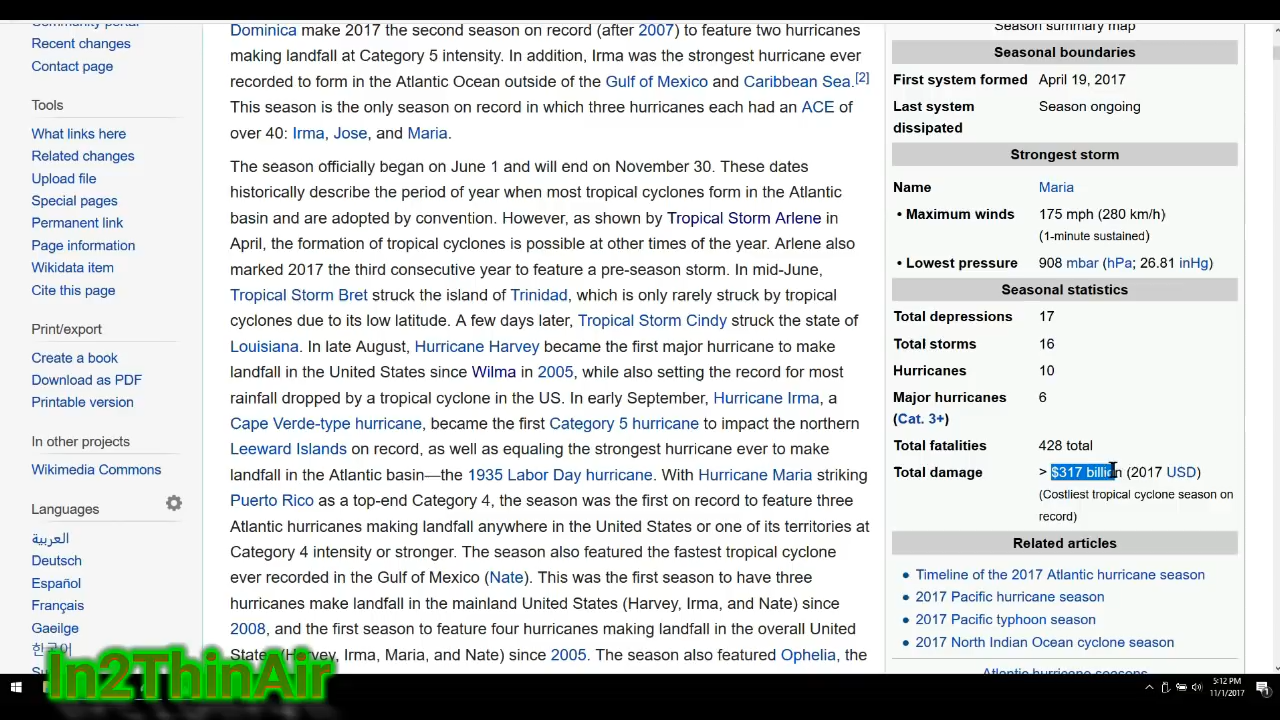 Community portal
Recent changes
Contact page
Tools
What links here
Related changes
Upload file
Special pages
Permanent link
Page information
Wikidata item
Cite this page
Print/export
Create a book
Download as PDF
Printable version
In other projects
Wikimedia Commons
Languages
العربية
Deutsch
Español
Français
Gaeilge
한국어
Dominica make 2017 the second season on record (after 2007) to feature two hurricanes
making landfall at Category 5 intensity. In addition, Irma was the strongest hurricane ever
recorded to form in the Atlantic Ocean outside of the Gulf of Mexico and Caribbean Sea.[2]
This season is the only season on record in which three hurricanes each had an ACE of
over 40: Irma, Jose, and Maria.
The season officially began on June 1 and will end on November 30. These dates
historically describe the period of year when most tropical cyclones form in the Atlantic
basin and are adopted by convention. However, as shown by Tropical Storm Arlene in
April, the formation of tropical cyclones is possible at other times of the year. Arlene also
marked 2017 the third consecutive year to feature a pre-season storm. In mid-June,
Tropical Storm Bret struck the island of Trinidad, which is only rarely struck by tropical
cyclones due to its low latitude. A few days later, Tropical Storm Cindy struck the state of
Louisiana. In late August, Hurricane Harvey became the first major hurricane to make
landfall in the United States since Wilma in 2005, while also setting the record for most
rainfall dropped by a tropical cyclone in the US. In early September, Hurricane Irma, a
Cape Verde-type hurricane, became the first Category 5 hurricane to impact the northern
Leeward Islands on record, as well as equaling the strongest hurricane ever to make
landfall in the Atlantic basin—the 1935 Labor Day hurricane. With Hurricane Maria striking
Puerto Rico as a top-end Category 4, the season was the first on record to feature three
Atlantic hurricanes making landfall anywhere in the United States or one of its territories at
Category 4 intensity or stronger. The season also featured the fastest tropical cyclone
ever recorded in the Gulf of Mexico (Nate). This was the first season to have three
hurricanes make landfall in the mainland United States (Harvey, Irma, and Nate) since
2008, and the first season to feature four hurricanes making landfall in the overall United
States (Harvey, Irma, Maria, and Nate) since 2005. The season also featured Ophelia, the
Season summary map
Seasonal boundaries
First system formed April 19, 2017
Last system dissipated Season ongoing
Strongest storm
Name Maria
• Maximum winds 175 mph (280 km/h)
(1-minute sustained)
• Lowest pressure 908 mbar (hPa; 26.81 inHg)
Seasonal statistics
Total depressions 17
Total storms 16
Hurricanes 10
Major hurricanes 6
(Cat. 3+)
Total fatalities 428 total
Total damage > $317 billion (2017 USD)
(Costliest tropical cyclone season on
record)
Related articles
• Timeline of the 2017 Atlantic hurricane season
• 2017 Pacific hurricane season
• 2017 Pacific typhoon season
• 2017 North Indian Ocean cyclone season
Atlantic hurricane seasons
In2ThinAir
5:12 PM
11/1/2017